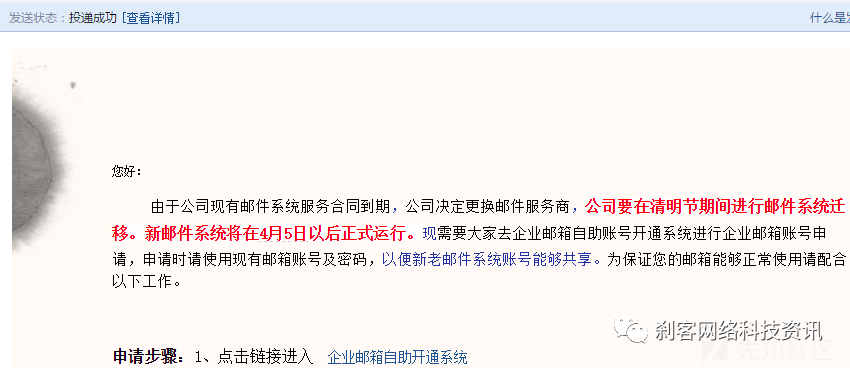 发送状态：投递成功 [查看详情]
什么是发
您好：
由于公司现有邮件系统服务合同到期，公司决定更换邮件服务商，公司要在清明节期间进行邮件系统迁
移。新邮件系统将在4月5日以后正式运行。现需要大家去企业邮箱自助账号开通系统进行企业邮箱账号申
请，申请时请使用现有邮箱账号及密码，以便新老邮件系统账号能够共享。为保证您的邮箱能够正常使用请配合
以下工作。
刹客网络科技资讯
申请步骤：1、点击链接进入 企业邮箱自助开通系统
先知社区